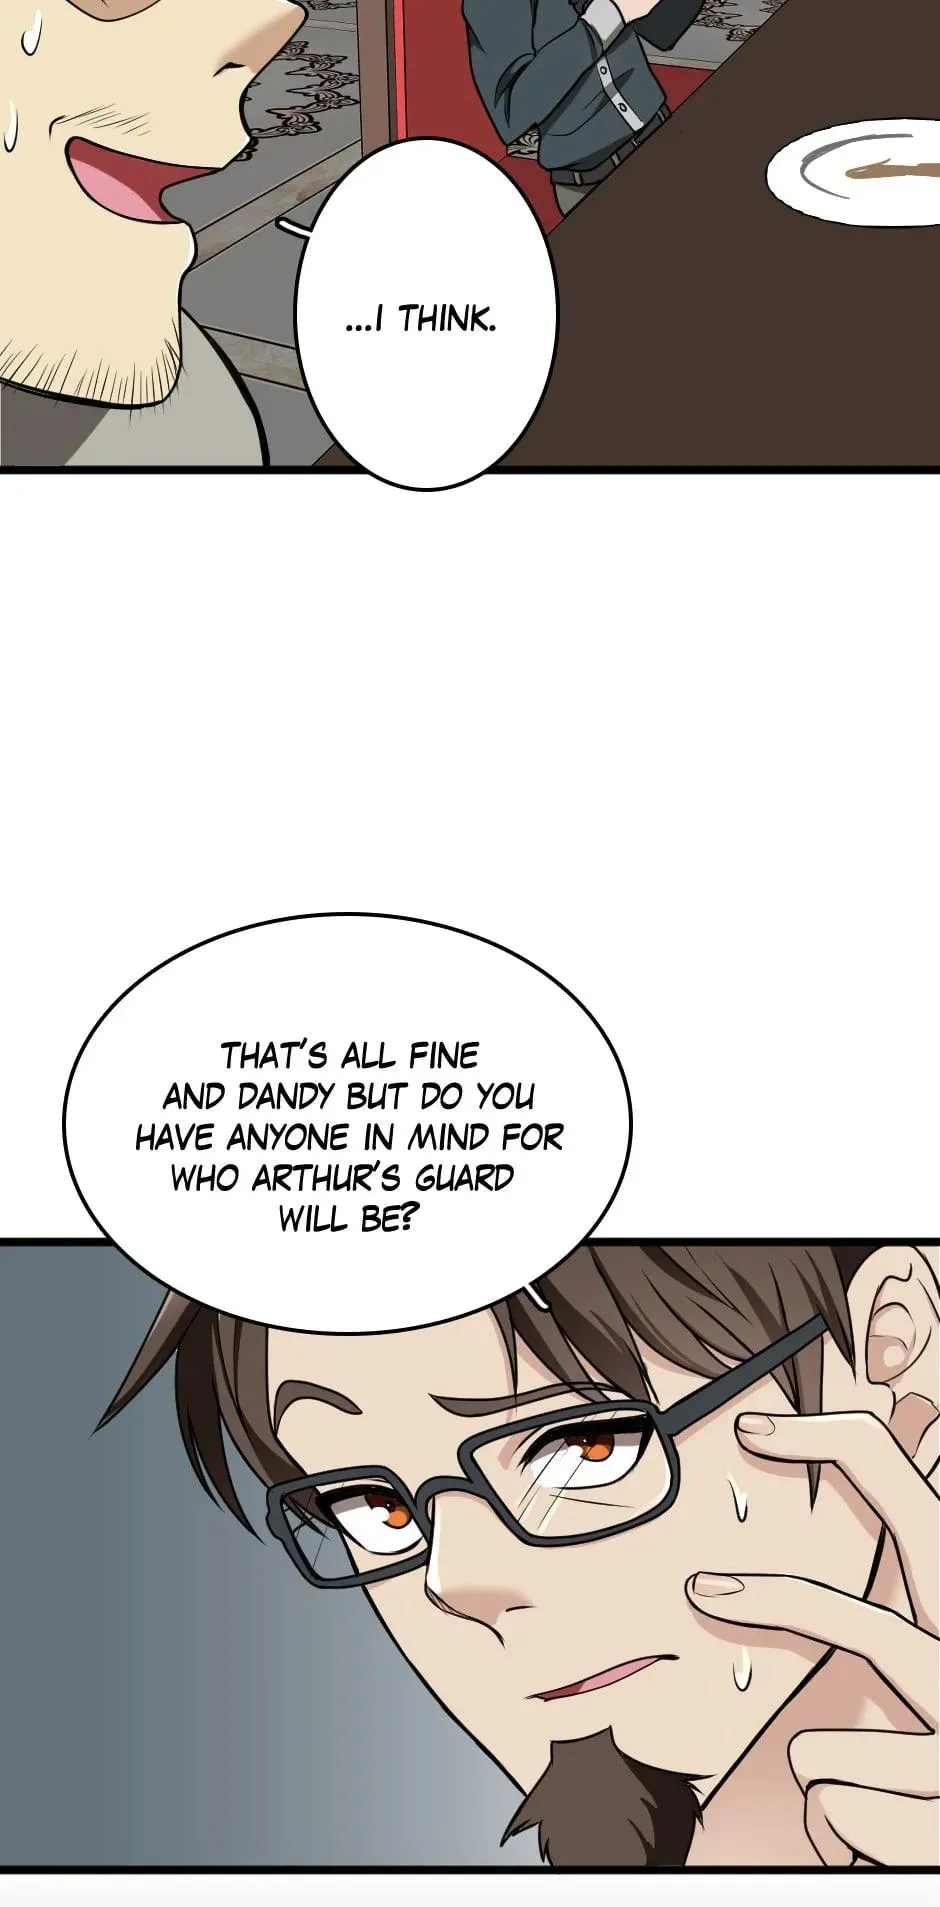 ...I THINK.
THAT'S ALL FINE
AND DANDY BUT DO YOU
HAVE ANYONE IN MIND FOR
WHO ARTHUR'S GUARD
WILL BE?